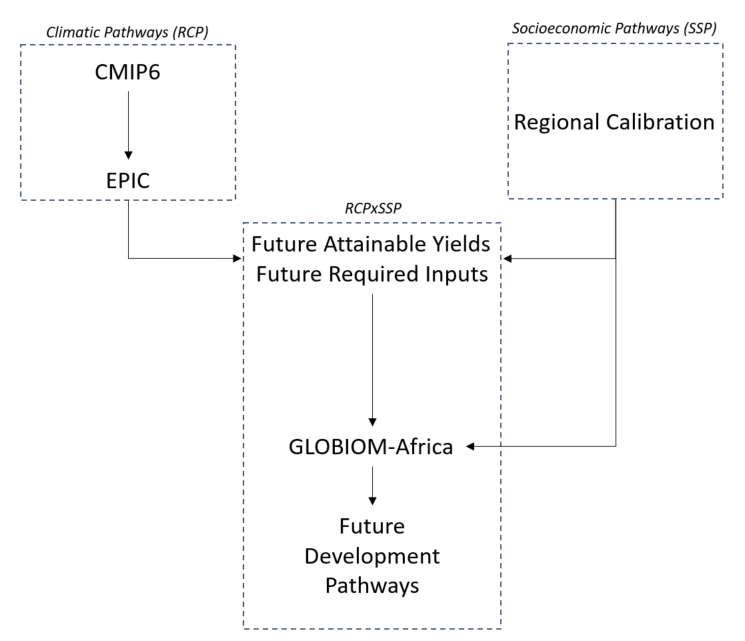 Climatic Pathways (RCP)
CMIP6
EPIC
Socioeconomic Pathways (SSP)
Regional Calibration
RCPxSSP
Future Attainable Yields
Future Required Inputs
GLOBIOM-Africa
Future
Development
Pathways